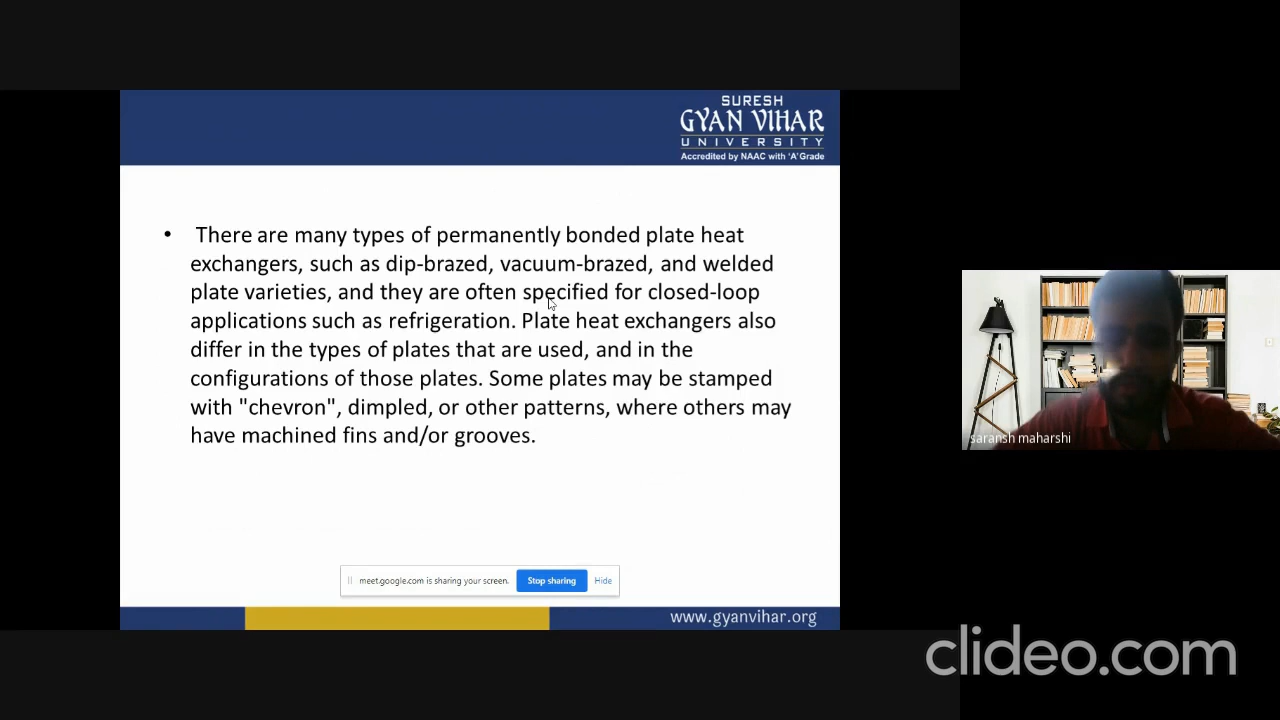 SURESH
GYAN VIHAR
UNIVERSITY
Accredited by NAAC with 'A' Grade
• There are many types of permanently bonded plate heat
exchangers, such as dip-brazed, vacuum-brazed, and welded
plate varieties, and they are often specified for closed-loop
applications such as refrigeration. Plate heat exchangers also
differ in the types of plates that are used, and in the
configurations of those plates. Some plates may be stamped
with "chevron", dimpled, or other patterns, where others may
have machined fins and/or grooves.
saransh maharshi
meet.google.com is sharing your screen. Stop sharing Hide
www.gyanvihar.org
clideo.com